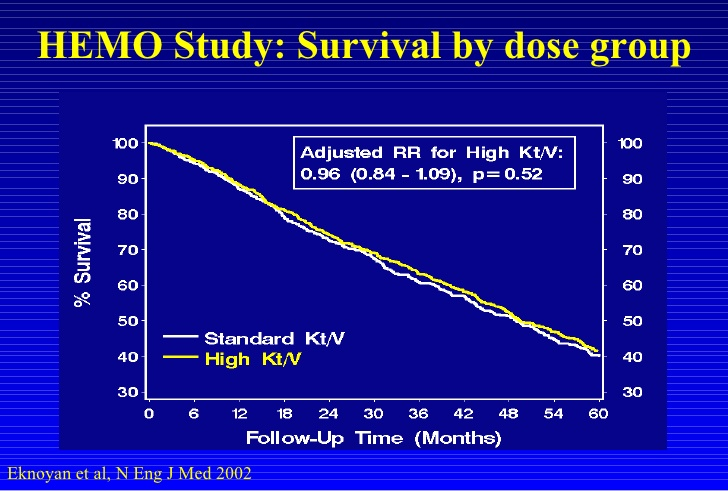 HEMO Study: Survival by dose group
Adjusted RR for High Kt/V:
0.96 (0.84 - 1.09), p=0.52
100 100
90 90
80 80
70 70
60 60
50 50
40 40
30 30
% Survival
Standard Kt/V
High Kt/V
0 6 12 18 24 30 36 42 48 54 60
Follow-Up Time (Months)
Eknoyan et al, N Eng J Med 2002